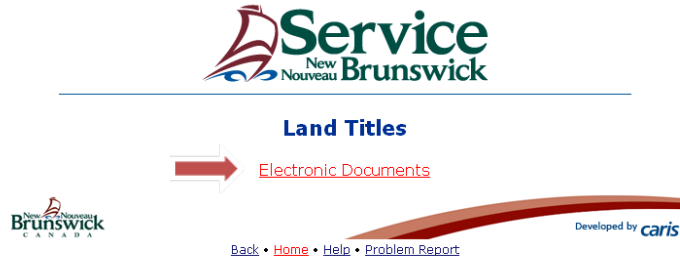 Service
New
Nouveau Brunswick
Land Titles
Electronic Documents
New Nouveau
Brunswick
CANADA
Developed by caris
Back • Home • Help • Problem Report